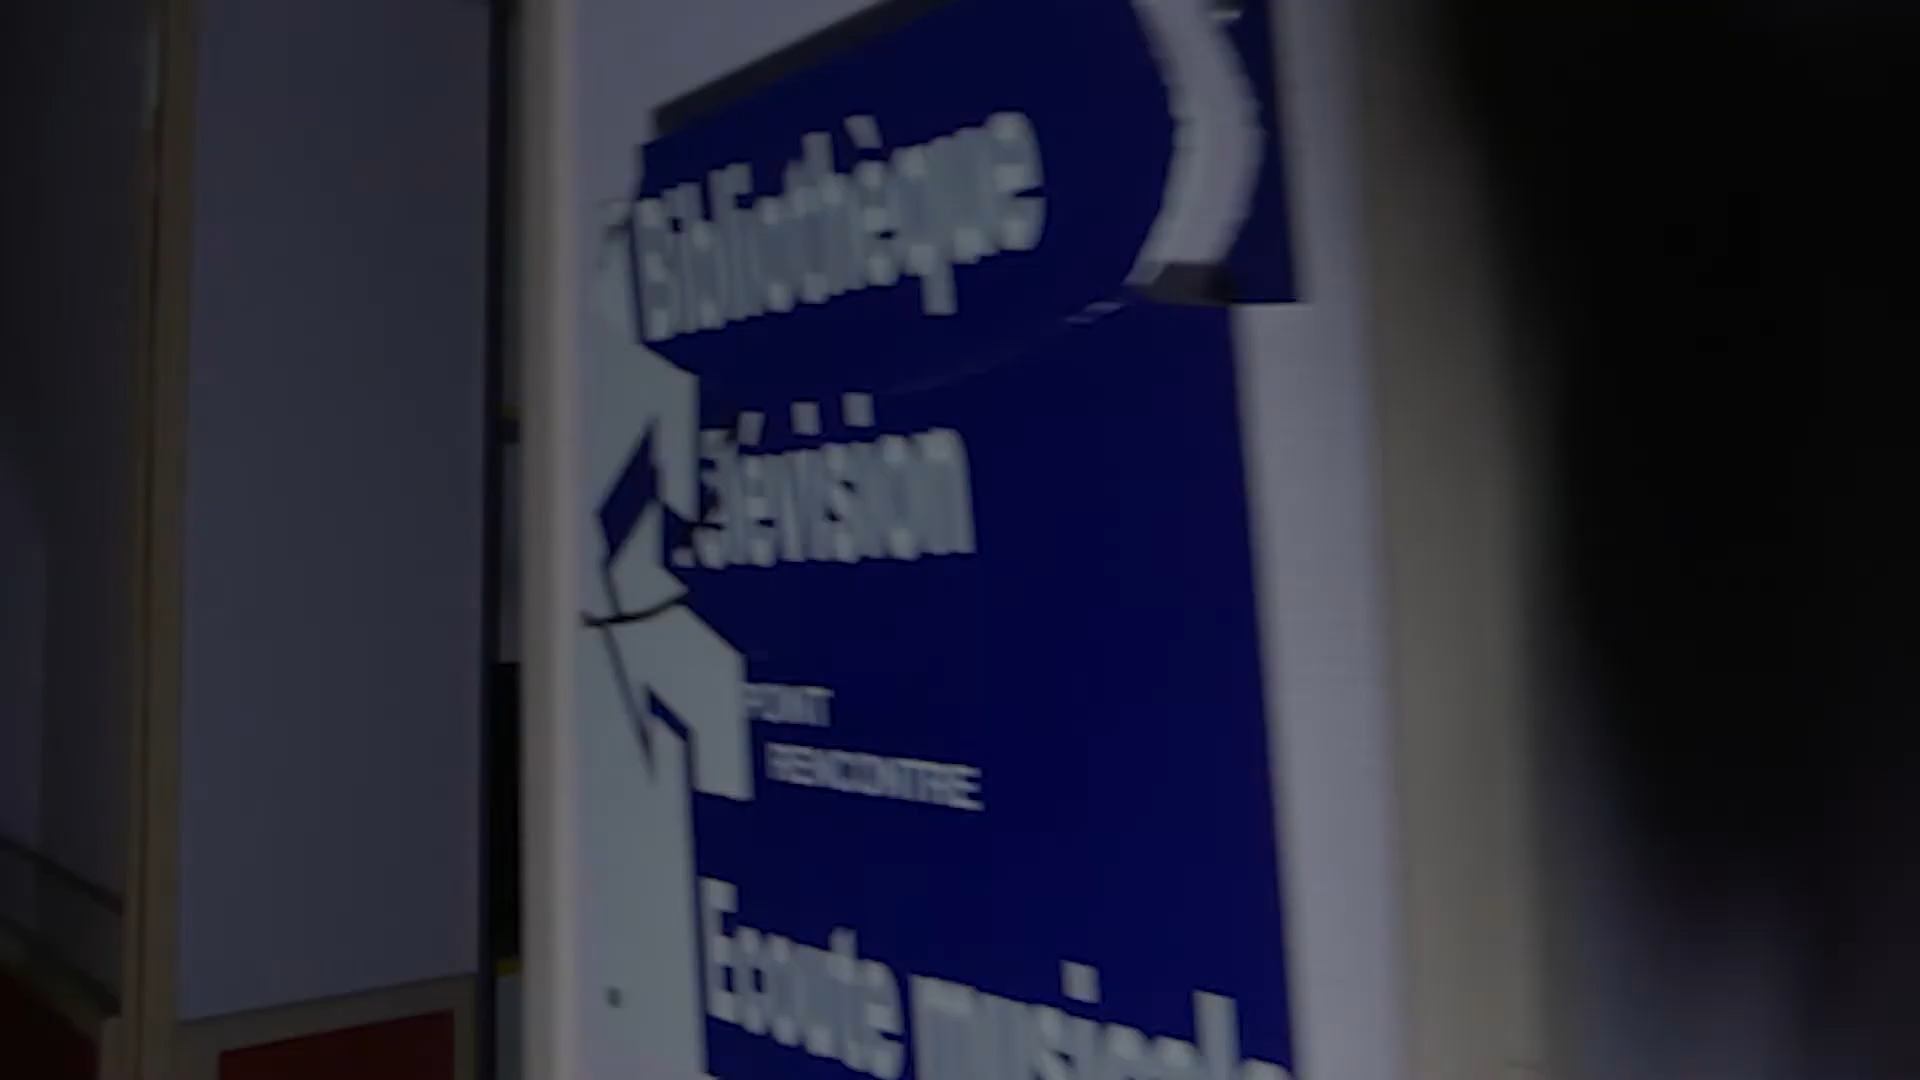 Bibliothèque
Télévision
POINT
RENCONTRE
Ecoute musicale